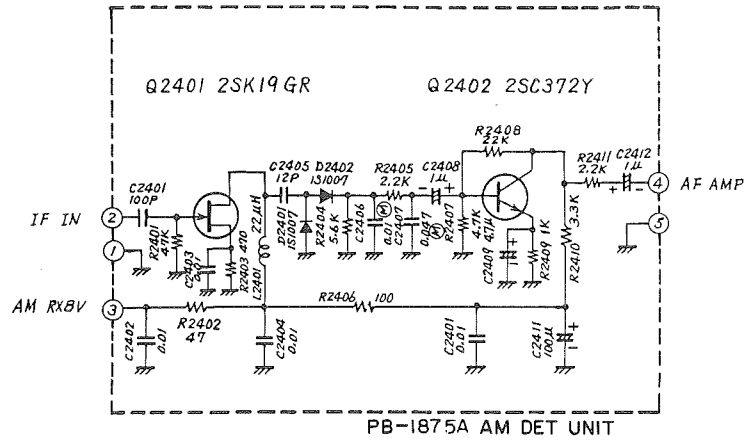 Q2401 2SK19GR
Q2402 2SC372Y
R2408
22K
C2405
12P
D2402
1S1007
R2405
2.2K
C2408
1μ
- +
R2411
2.2K
C2412
1μ
+ -
4
AF AMP
C2401
100P
IF IN
2
1
R2401
47K
C2403
0.01
R2403 470
22μH
L2401
D2401
1S1007
R2404
5.6K
C2406
0.01
M
C2407
0.047
M
R2407
4.7K
4.7μ
C2409
+
R2409 1K
3.3K
R2410
5
AM RX8V
3
R2402
47
R2406
100
C2402
0.01
C2404
0.01
C2401
0.01
C2411
100μ
+
-
PB-1875A AM DET UNIT